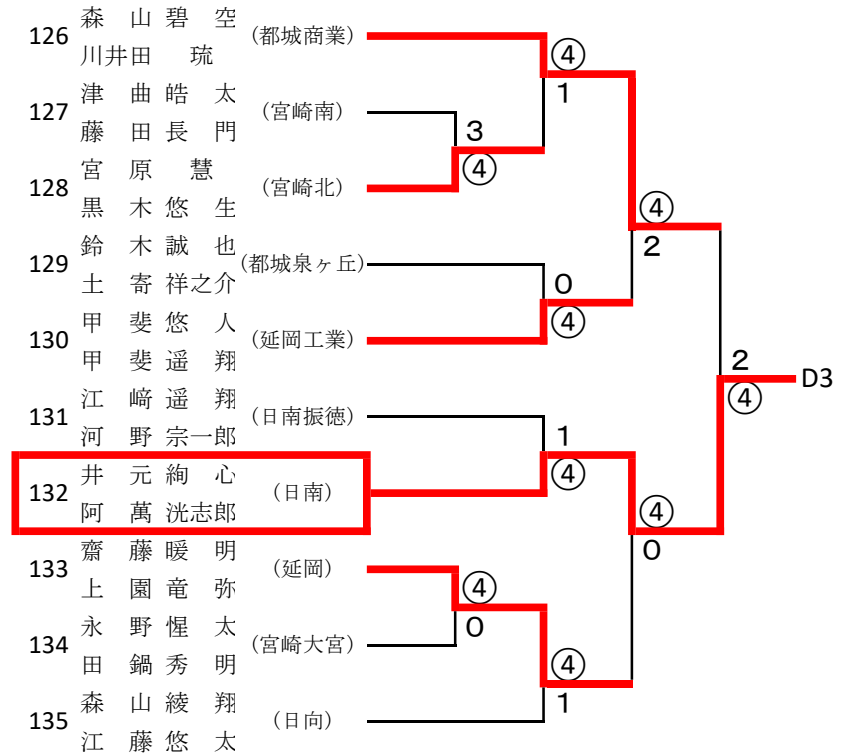 126 森山碧空 (都城商業)
川井田琉
④
1
127 津曲皓太 (宮崎南)
藤田長門
3
④
128 宮原慧 (宮崎北)
黒木悠生
④
2
129 鈴木誠也 (都城泉ヶ丘)
土寄祥之介
0
④
130 甲斐悠人 (延岡工業)
甲斐遥翔
2
④
D3
131 江﨑遥翔 (日南振徳)
河野宗一郎
1
④
132 井元絢心 (日南)
阿萬洸志郎
④
0
133 齋藤暖明 (延岡)
上園竜弥
④
0
134 永野惺太 (宮崎大宮)
田鍋秀明
④
1
135 森山綾翔 (日向)
江藤悠太